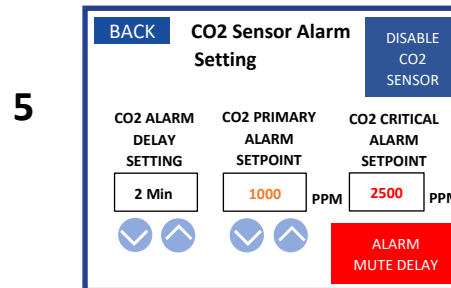 5
BACK
CO2 Sensor Alarm
Setting
DISABLE
CO2
SENSOR
CO2 ALARM
DELAY
SETTING
2 Min
CO2 PRIMARY
ALARM
SETPOINT
1000 PPM
CO2 CRITICAL
ALARM
SETPOINT
2500 PPM
ALARM
MUTE DELAY